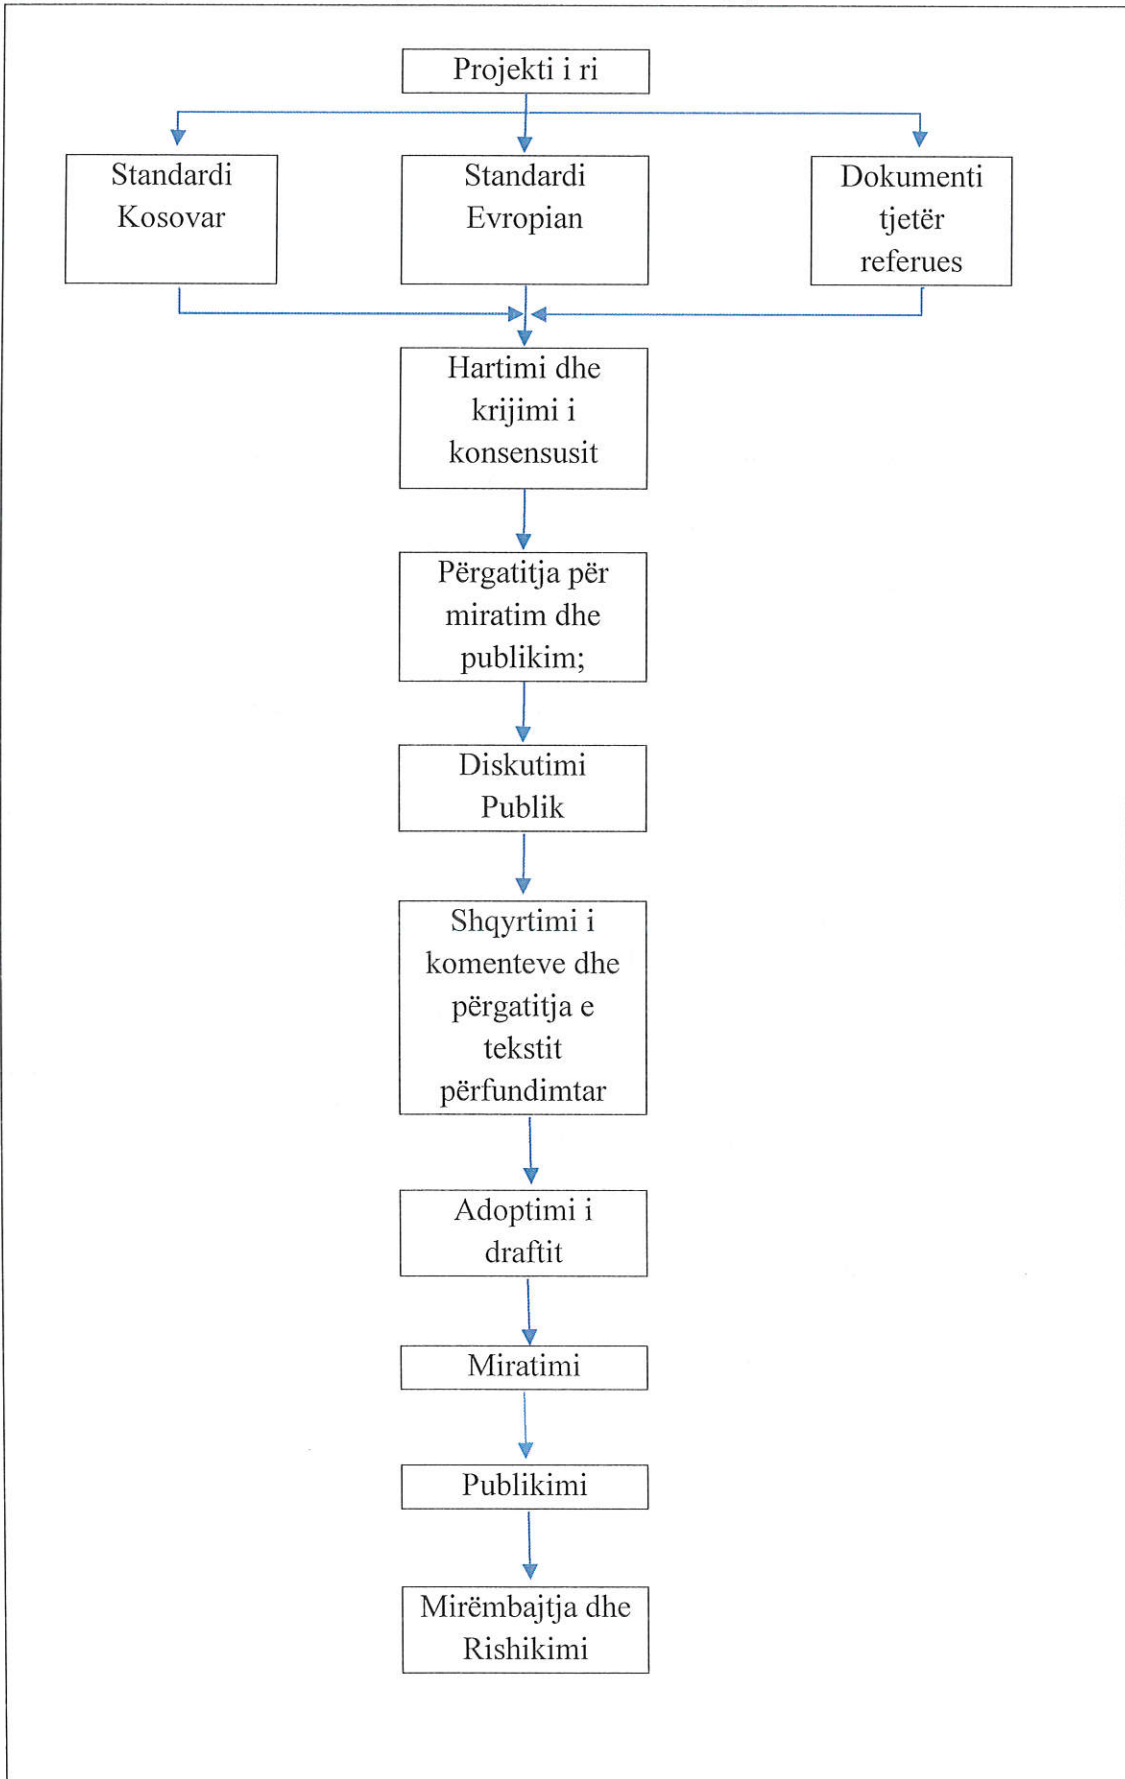 Projekti i ri
Standardi
Kosovar
Standardi
Evropian
Dokumenti
tjetër
referues
Hartimi dhe
krijimi i
konsensusit
Përgatitja për
miratim dhe
publikim;
Diskutimi
Publik
Shqyrtimi i
komenteve dhe
përgatitja e
tekstit
përfundimtar
Adoptimi i
draftit
Miratimi
Publikimi
Mirëmbajtja dhe
Rishikimi